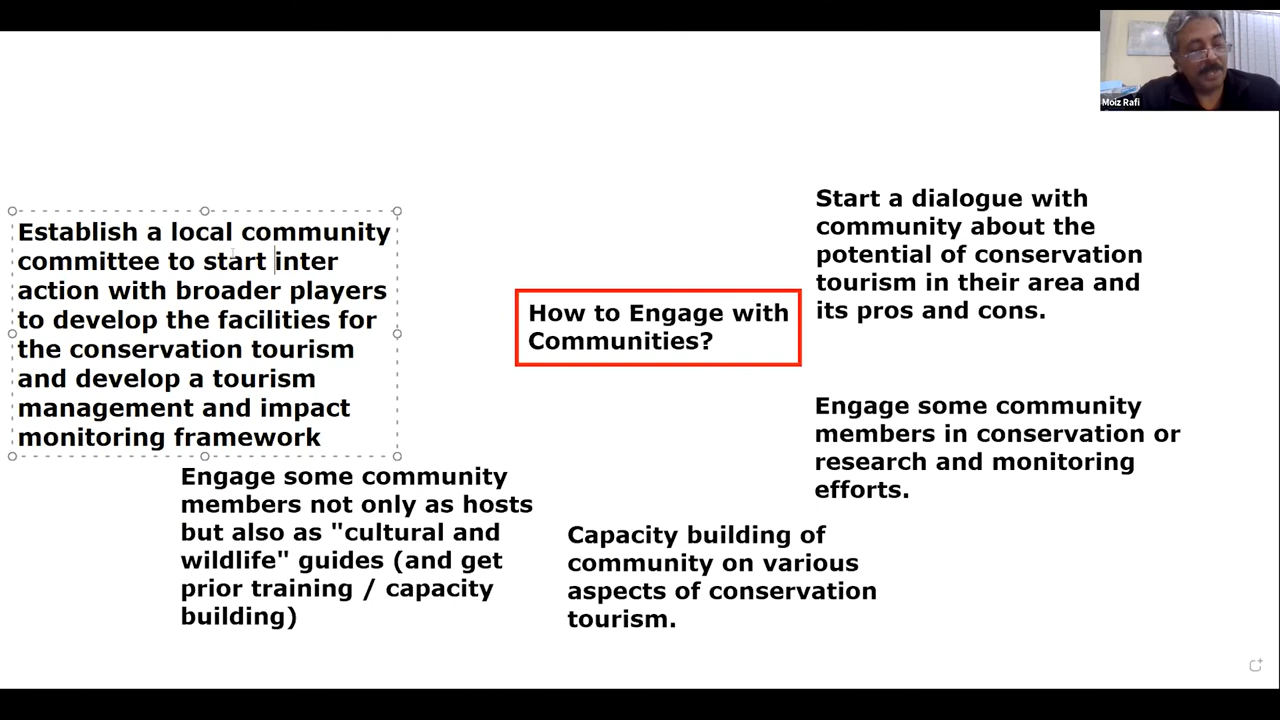 Moiz Rafi
Start a dialogue with
community about the
potential of conservation
tourism in their area and
its pros and cons.
Establish a local community
committee to start inter
action with broader players
to develop the facilities for
the conservation tourism
and develop a tourism
management and impact
monitoring framework
How to Engage with
Communities?
Engage some community
members in conservation or
research and monitoring
efforts.
Engage some community
members not only as hosts
but also as "cultural and
wildlife" guides (and get
prior training / capacity
building)
Capacity building of
community on various
aspects of conservation
tourism.